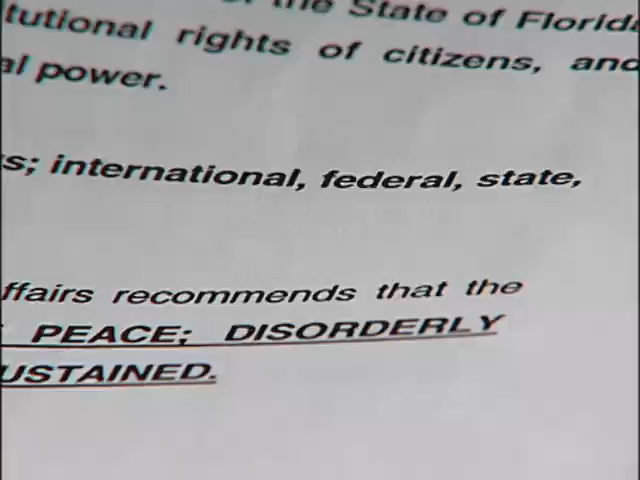 the State of Florida
tutional rights of citizens, and
al power.
s; international, federal, state,
ffairs recommends that the
PEACE; DISORDERLY
USTAINED.